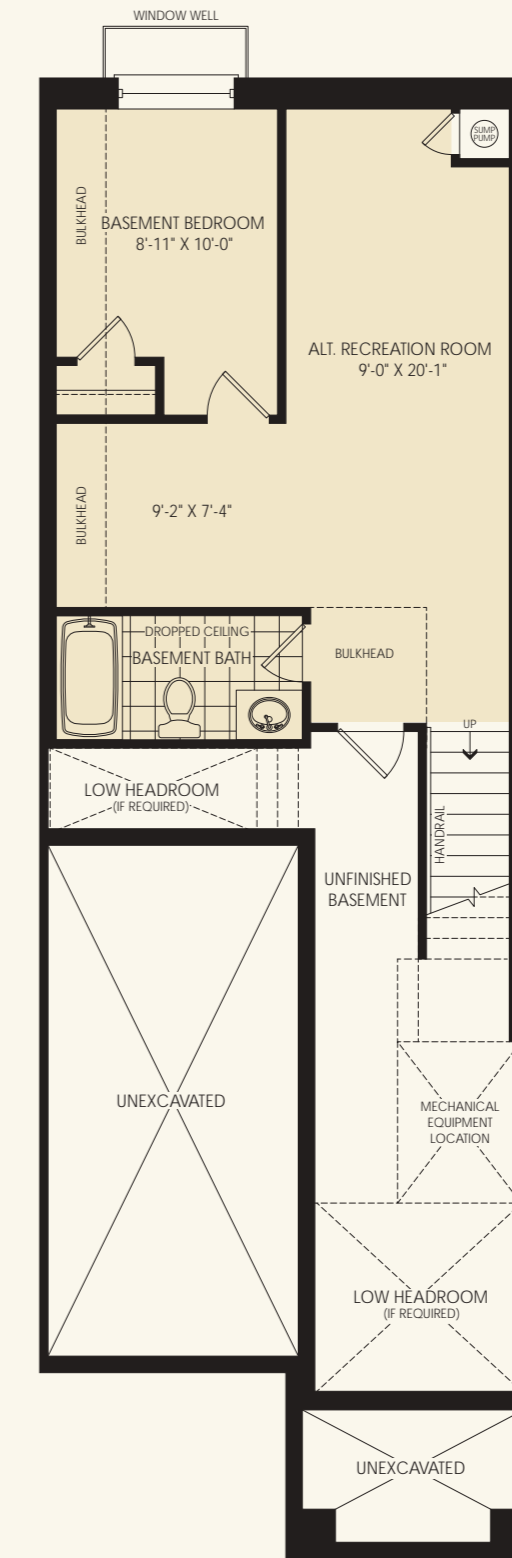 WINDOW WELL
SUMP
PUMP
BULKHEAD
BASEMENT BEDROOM
8'-11" X 10'-0"
ALT. RECREATION ROOM
9'-0" X 20'-1"
BULKHEAD
9'-2" X 7'-4"
DROPPED CEILING
BASEMENT BATH
BULKHEAD
UP
LOW HEADROOM
(IF REQUIRED)
HANDRAIL
UNFINISHED
BASEMENT
UNEXCAVATED
MECHANICAL
EQUIPMENT
LOCATION
LOW HEADROOM
(IF REQUIRED)
UNEXCAVATED